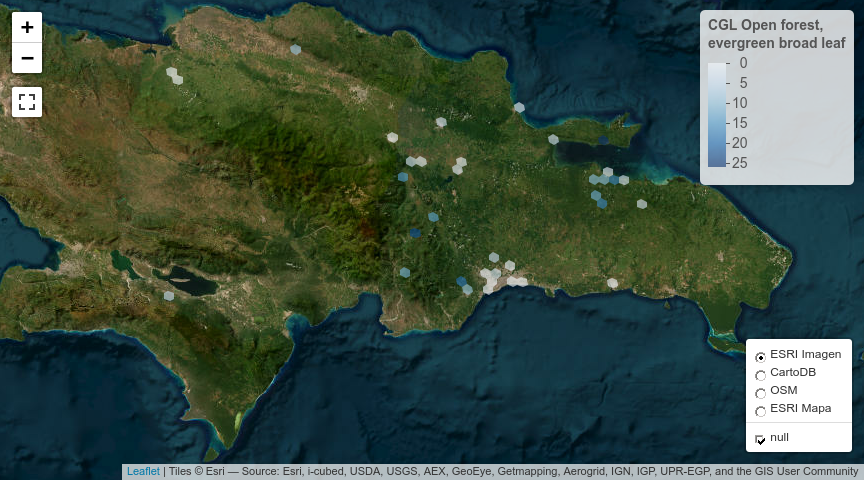 +
−
CGL Open forest,
evergreen broad leaf
0
5
10
15
20
25
ESRI Imagen
CartoDB
OSM
ESRI Mapa
null
Leaflet | Tiles © Esri — Source: Esri, i-cubed, USDA, USGS, AEX, GeoEye, Getmapping, Aerogrid, IGN, IGP, UPR-EGP, and the GIS User Community